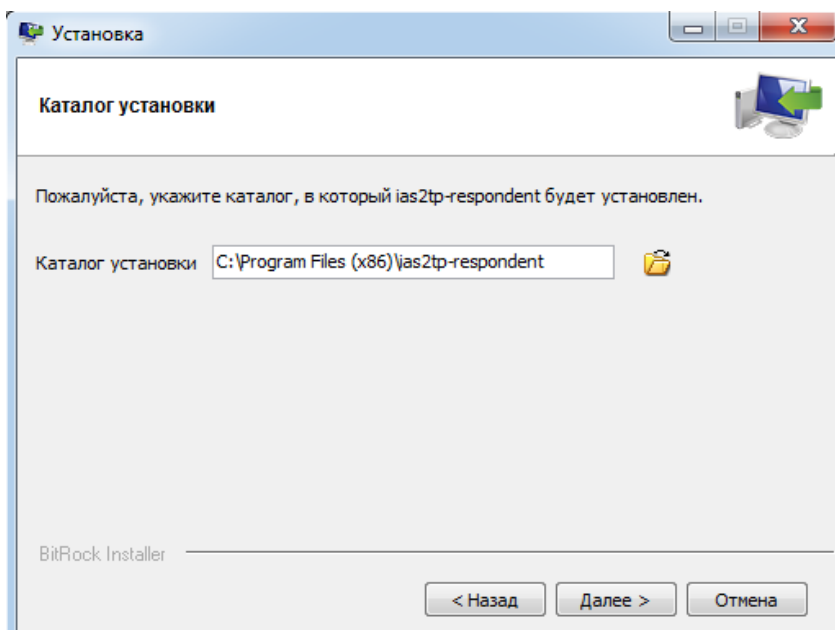 Установка
Каталог установки
Пожалуйста, укажите каталог, в который ias2tp-respondent будет установлен.
Каталог установки C:\Program Files (x86)\ias2tp-respondent
BitRock Installer
< Назад Далее > Отмена